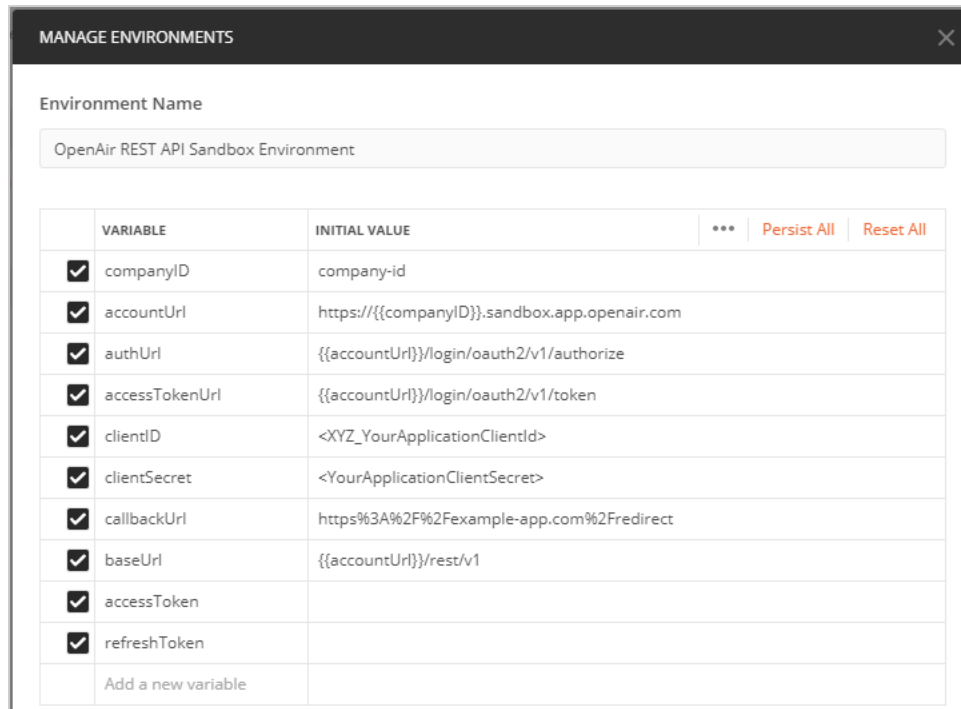 MANAGE ENVIRONMENTS
Environment Name
OpenAir REST API Sandbox Environment
VARIABLE INITIAL VALUE ••• Persist All Reset All
companyID company-id
accountUrl https://{{companyID}}.sandbox.app.openair.com
authUrl {{accountUrl}}/login/oauth2/v1/authorize
accessTokenUrl {{accountUrl}}/login/oauth2/v1/token
clientID <XYZ_YourApplicationClientId>
clientSecret <YourApplicationClientSecret>
callbackUrl https%3A%2F%2Fexample-app.com%2Fredirect
baseUrl {{accountUrl}}/rest/v1
accessToken
refreshToken
Add a new variable